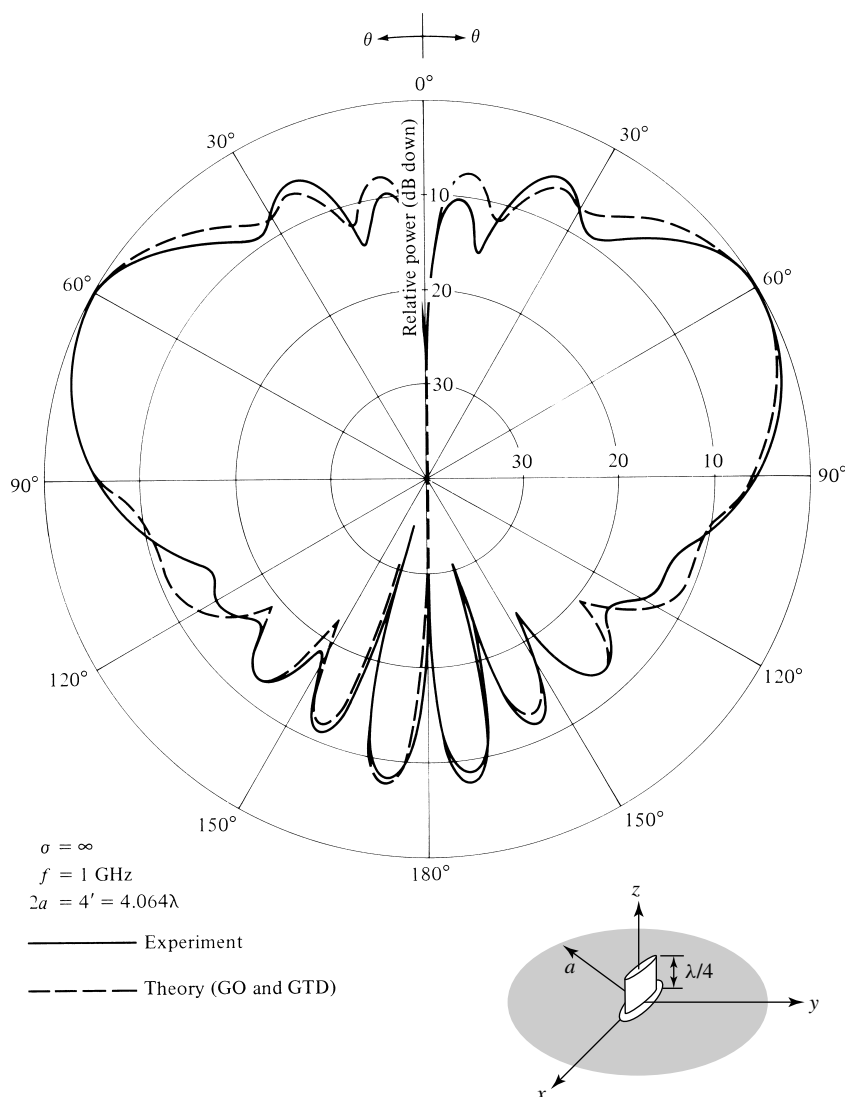 θ θ
0°
30° 30°
Relative power (dB down)
10
60° 60°
20
30
30 20 10
90° 90°
120° 120°
150° 150°
180°
σ = ∞
f = 1 GHz
2a = 4′ = 4.064λ
Experiment
Theory (GO and GTD)
z
a
λ/4
y
x